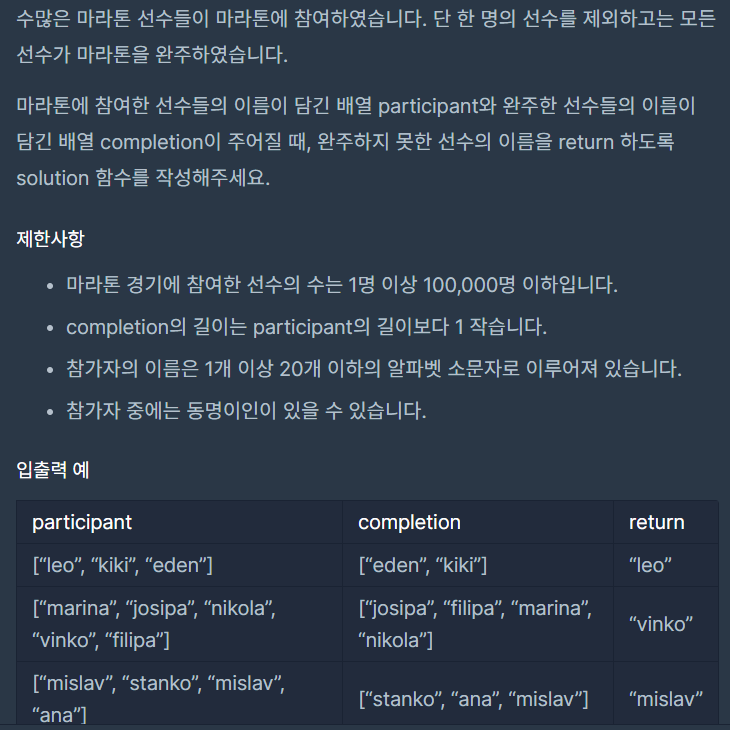 수많은 마라톤 선수들이 마라톤에 참여하였습니다. 단 한 명의 선수를 제외하고는 모든
선수가 마라톤을 완주하였습니다.
마라톤에 참여한 선수들의 이름이 담긴 배열 participant와 완주한 선수들의 이름이
담긴 배열 completion이 주어질 때, 완주하지 못한 선수의 이름을 return 하도록
solution 함수를 작성해주세요.
제한사항
• 마라톤 경기에 참여한 선수의 수는 1명 이상 100,000명 이하입니다.
• completion의 길이는 participant의 길이보다 1 작습니다.
• 참가자의 이름은 1개 이상 20개 이하의 알파벳 소문자로 이루어져 있습니다.
• 참가자 중에는 동명이인이 있을 수 있습니다.
입출력 예
participant completion return
[“leo”, “kiki”, “eden”] [“eden”, “kiki”] “leo”
[“marina”, “josipa”, “nikola”, [“josipa”, “filipa”, “marina”,
“vinko”
“vinko”, “filipa”] “nikola”]
[“mislav”, “stanko”, “mislav”,
[“stanko”, “ana”, “mislav”] “mislav”
“ana”]